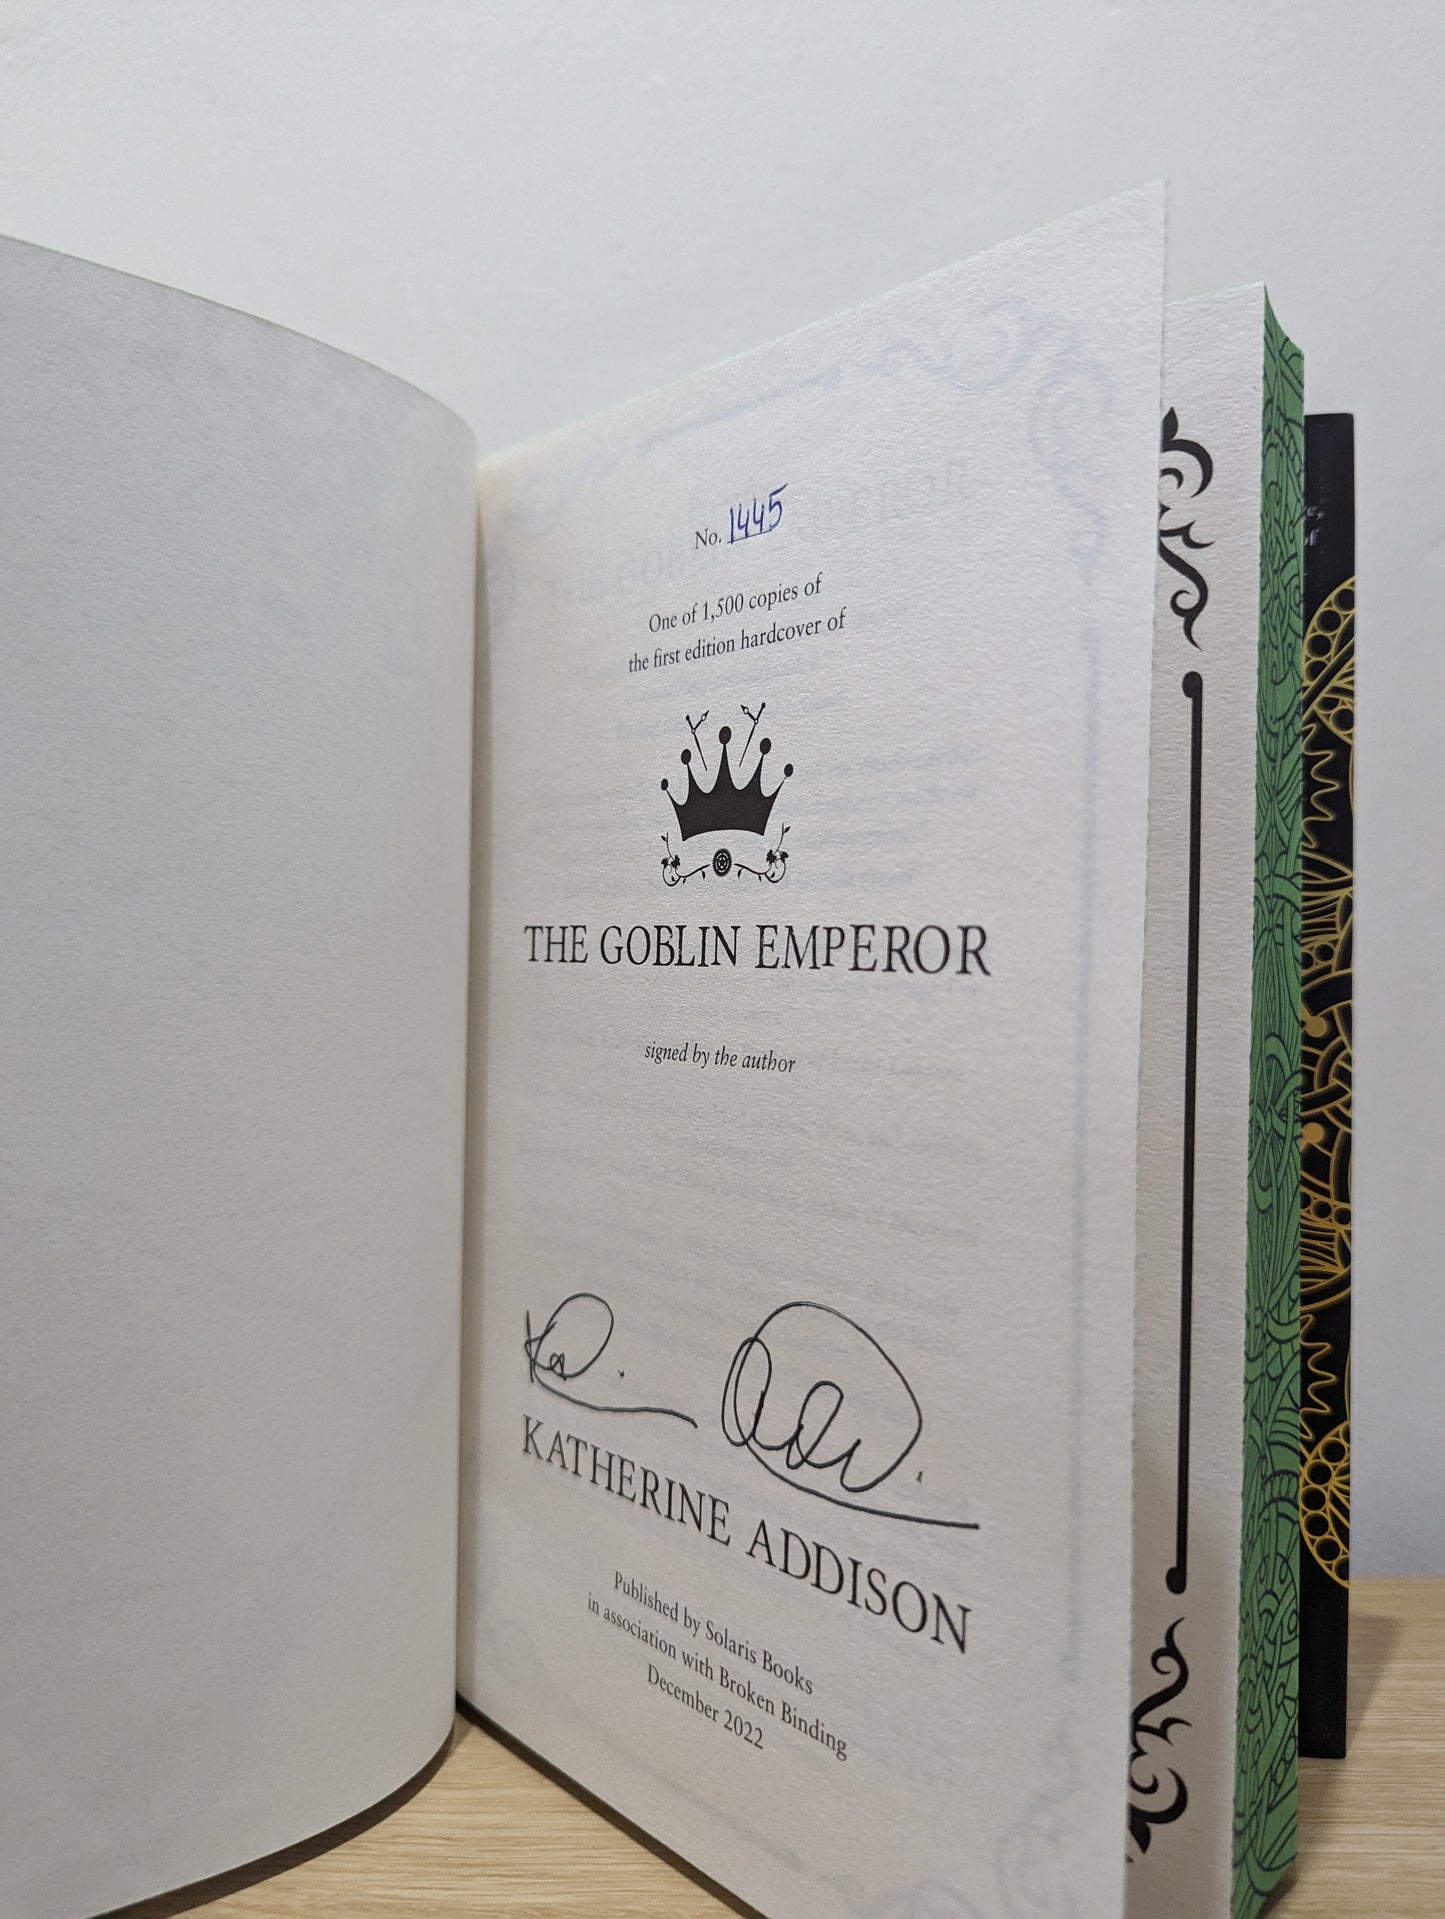 No. 1445
One of 1,500 copies of
the first edition hardcover of
THE GOBLIN EMPEROR
signed by the author
KATHERINE ADDISON
Published by Solaris Books
in association with Broken Binding
December 2022